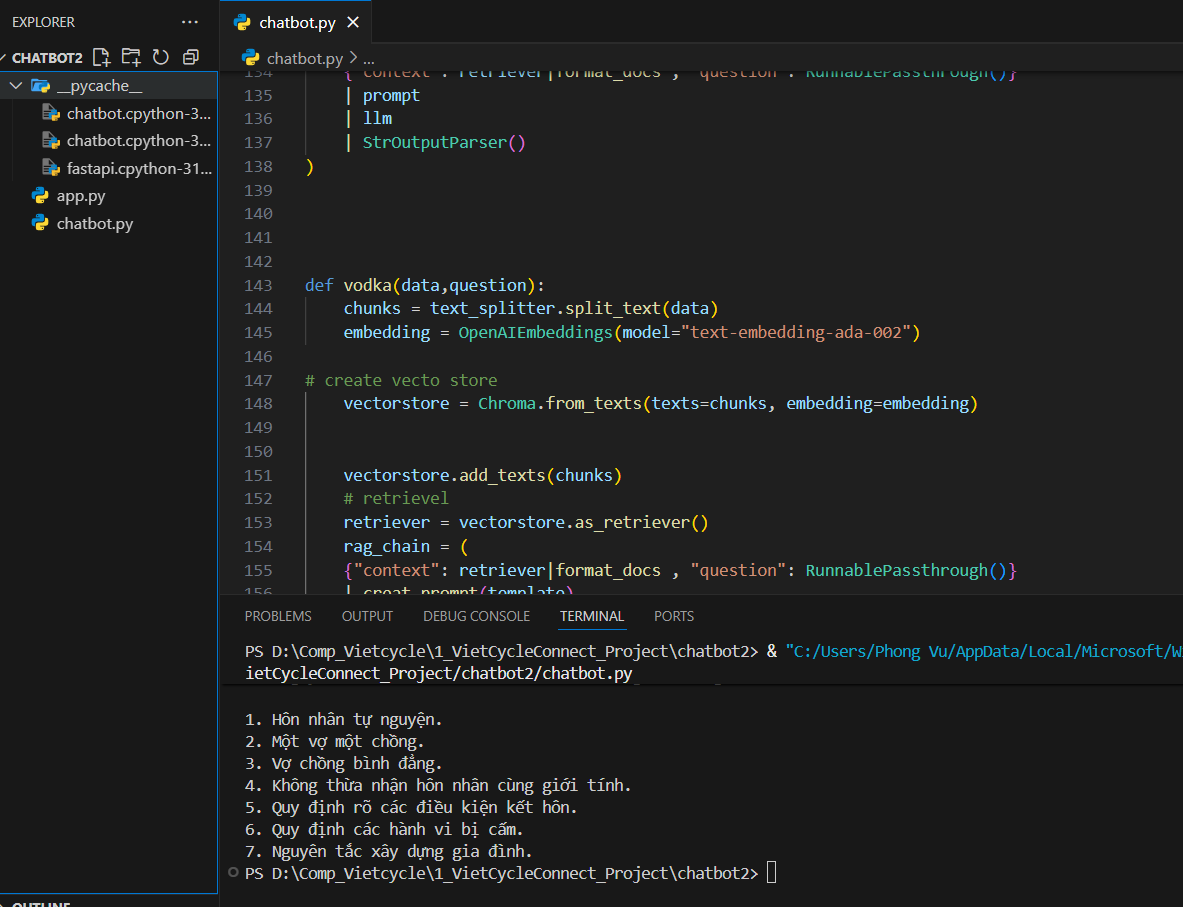 EXPLORER
···
CHATBOT2
__pycache__
chatbot.cpython-3...
chatbot.cpython-3...
fastapi.cpython-31...
app.py
chatbot.py
OUTLINE
chatbot.py
chatbot.py > ...
134 {"context": retriever|format_docs , "question": RunnablePassthrough()}
135 | prompt
136 | llm
137 | StrOutputParser()
138 )
139
140
141
142
143 def vodka(data,question):
144 chunks = text_splitter.split_text(data)
145 embedding = OpenAIEmbeddings(model="text-embedding-ada-002")
146
147 # create vecto store
148 vectorstore = Chroma.from_texts(texts=chunks, embedding=embedding)
149
150
151 vectorstore.add_texts(chunks)
152 # retrievel
153 retriever = vectorstore.as_retriever()
154 rag_chain = (
155 {"context": retriever|format_docs , "question": RunnablePassthrough()}
156 | creat_prompt(template)
PROBLEMS OUTPUT DEBUG CONSOLE TERMINAL PORTS
PS D:\Comp_Vietcycle\1_VietCycleConnect_Project\chatbot2> & "C:/Users/Phong Vu/AppData/Local/Microsoft/W
ietCycleConnect_Project/chatbot2/chatbot.py
1. Hôn nhân tự nguyện.
2. Một vợ một chồng.
3. Vợ chồng bình đẳng.
4. Không thừa nhận hôn nhân cùng giới tính.
5. Quy định rõ các điều kiện kết hôn.
6. Quy định các hành vi bị cấm.
7. Nguyên tắc xây dựng gia đình.
PS D:\Comp_Vietcycle\1_VietCycleConnect_Project\chatbot2>